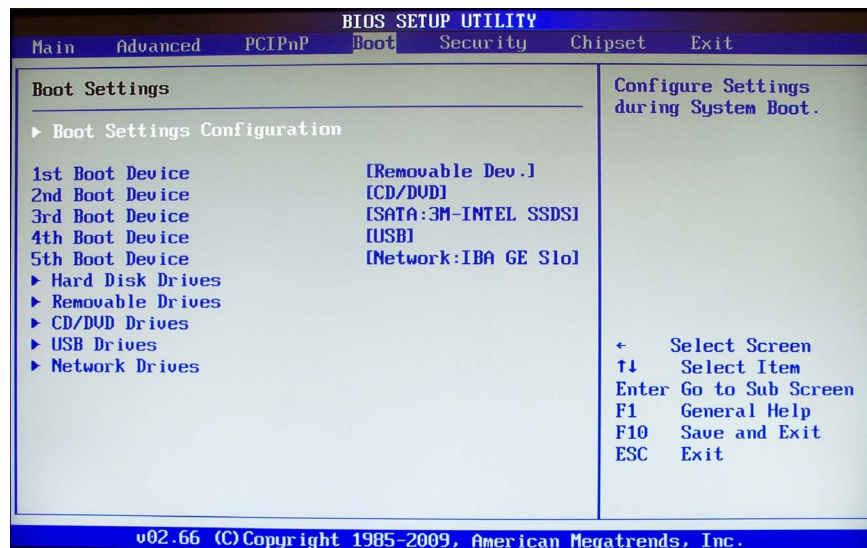 BIOS SETUP UTILITY
Main Advanced PCIPnP Boot Security Chipset Exit
Boot Settings
▶ Boot Settings Configuration
1st Boot Device [Removable Dev.]
2nd Boot Device [CD/DVD]
3rd Boot Device [SATA:3M-INTEL SSDS]
4th Boot Device [USB]
5th Boot Device [Network:IBA GE Slo]
▶ Hard Disk Drives
▶ Removable Drives
▶ CD/DVD Drives
▶ USB Drives
▶ Network Drives
Configure Settings
during System Boot.
← Select Screen
↑↓ Select Item
Enter Go to Sub Screen
F1 General Help
F10 Save and Exit
ESC Exit
v02.66 (C)Copyright 1985-2009, American Megatrends, Inc.